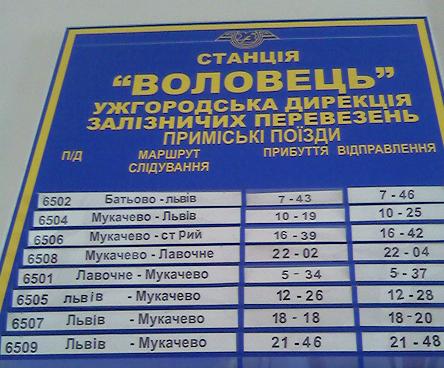 СТАНЦІЯ
“ВОЛОВЕЦЬ”
УЖГОРОДСЬКА ДИРЕКЦІЯ
ЗАЛІЗНИЧИХ ПЕРЕВЕЗЕНЬ
ПРИМІСЬКІ ПОЇЗДИ
П/Д МАРШРУТ СЛІДУВАННЯ ПРИБУТТЯ ВІДПРАВЛЕННЯ
6502 Батьово - львів 7 - 43 7 - 46
6504 Мукачево - Львів 10 - 19 10 - 25
6506 Мукачево - ст Рий 16 - 39 16 - 42
6508 Мукачево - Лавочне 22 - 02 22 - 04
6501 Лавочне - Мукачево 5 - 34 5 - 37
6505 львів - Мукачево 12 - 26 12 - 28
6507 Львів - Мукачево 18 - 18 18 - 20
6509 Львів - Мукачево 21 - 46 21 - 48